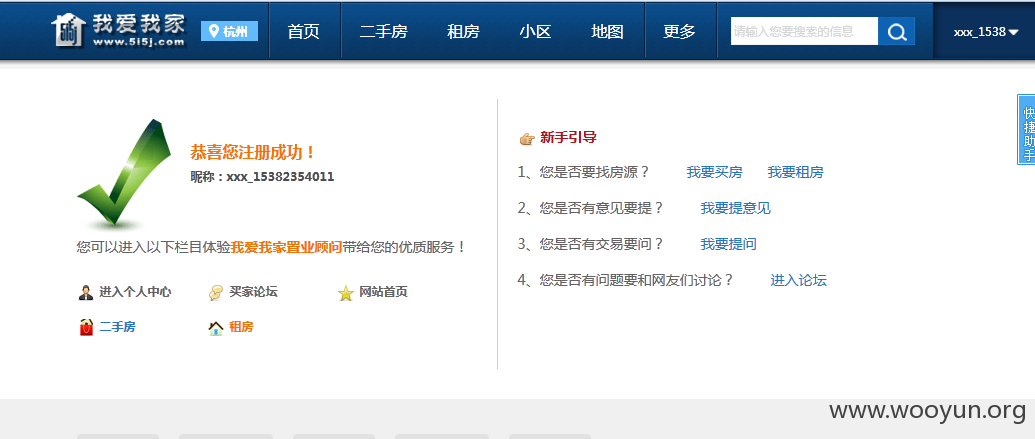 我爱我家 杭州 首页 二手房 租房 小区 地图 更多 请输入您要搜索的信息 xxx_1538
www.5i5j.com
快捷助手
恭喜您注册成功！
昵称：xxx_15382354011
您可以进入以下栏目体验我爱我家置业顾问带给您的优质服务！
进入个人中心 买家论坛 网站首页
二手房 租房
新手引导
1、您是否要找房源？ 我要买房 我要租房
2、您是否有意见要提？ 我要提意见
3、您是否有交易要问？ 我要提问
4、您是否有问题要和网友们讨论？ 进入论坛
www.wooyun.org